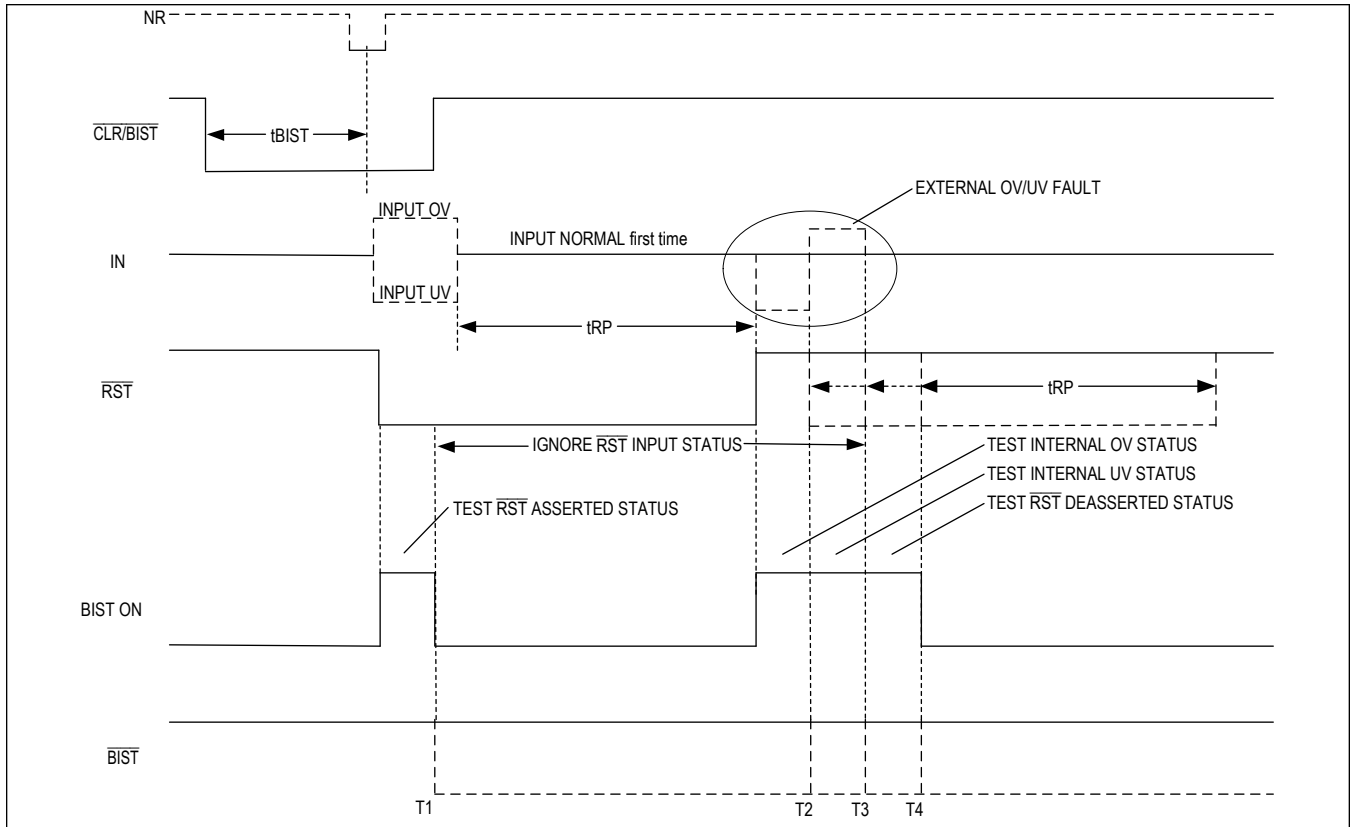 NR
CLR/BIST
tBIST
EXTERNAL OV/UV FAULT
INPUT OV
INPUT NORMAL first time
IN
INPUT UV
tRP
RST
tRP
IGNORE RST INPUT STATUS
TEST INTERNAL OV STATUS
TEST INTERNAL UV STATUS
TEST RST DEASSERTED STATUS
TEST RST ASSERTED STATUS
BIST ON
BIST
T1 T2 T3 T4